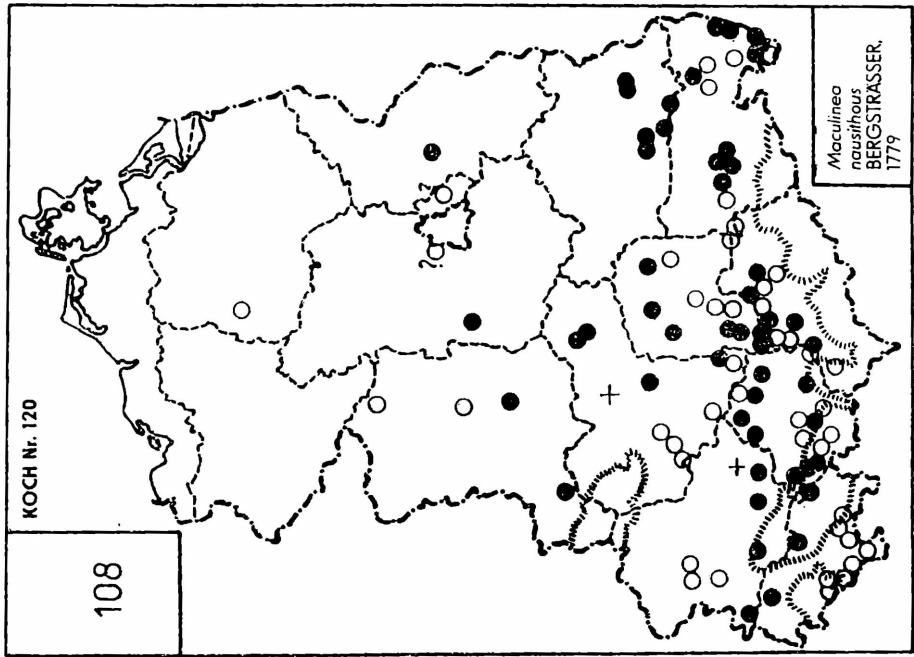 KOCH Nr. 120
108
Maculinea
nausithous
BERGSTRÄSSER,
1779